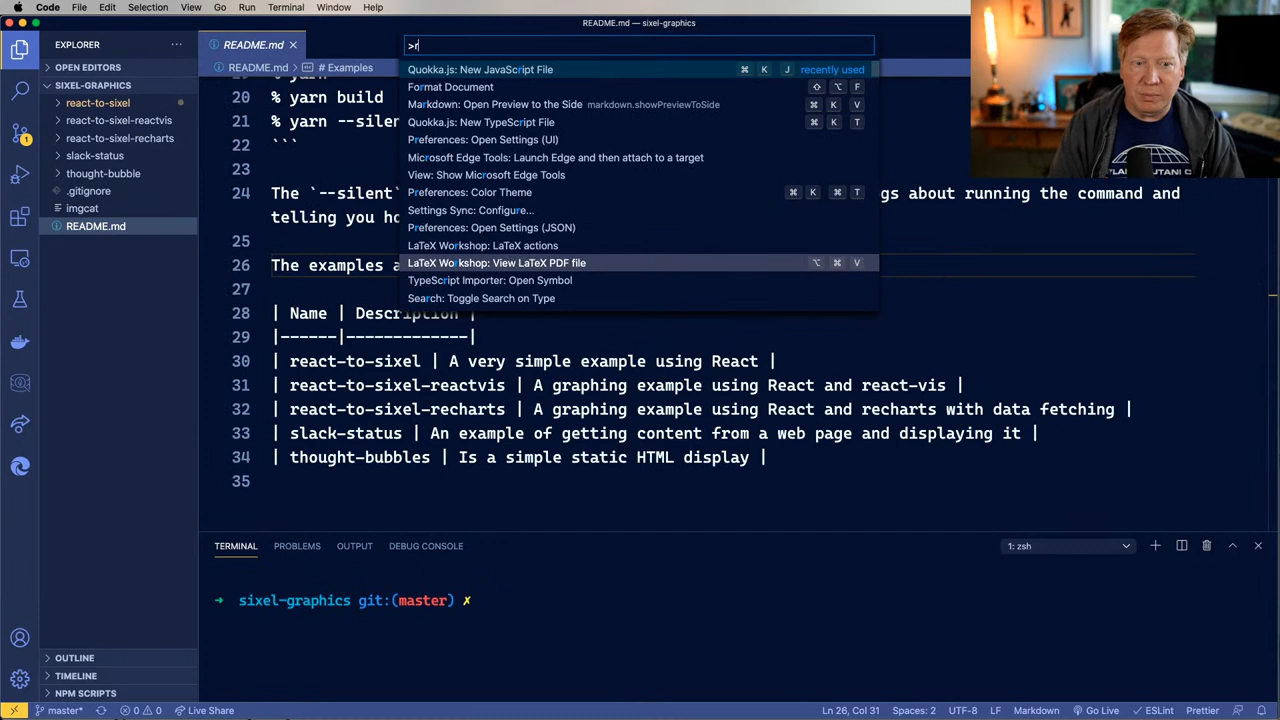 Code File Edit Selection View Go Run Terminal Window Help
README.md — sixel-graphics
EXPLORER
README.md
>r
OPEN EDITORS
README.md > # Examples
SIXEL-GRAPHICS
react-to-sixel
react-to-sixel-reactvis
react-to-sixel-recharts
slack-status
thought-bubble
.gitignore
imgcat
README.md
Quokka.js: New JavaScript File ⌘ K J recently used
Format Document ⇧ ⌥ F
Markdown: Open Preview to the Side markdown.showPreviewToSide ⌘ K V
Quokka.js: New TypeScript File ⌘ K T
Preferences: Open Settings (UI)
Microsoft Edge Tools: Launch Edge and then attach to a target
View: Show Microsoft Edge Tools
Preferences: Color Theme ⌘ K ⌘ T
Settings Sync: Configure...
Preferences: Open Settings (JSON)
LaTeX Workshop: LaTeX actions
LaTeX Workshop: View LaTeX PDF file ⌥ ⌘ V
TypeScript Importer: Open Symbol
Search: Toggle Search on Type
20 % yarn build
21 % yarn --silen
22 ```
23
24 The `--silent` gs about running the command and
telling you ho
25
26 The examples a
27
28 | Name | Description |
29 |------|-------------|
30 | react-to-sixel | A very simple example using React |
31 | react-to-sixel-reactvis | A graphing example using React and react-vis |
32 | react-to-sixel-recharts | A graphing example using React and recharts with data fetching |
33 | slack-status | An example of getting content from a web page and displaying it |
34 | thought-bubbles | Is a simple static HTML display |
35
TERMINAL PROBLEMS OUTPUT DEBUG CONSOLE 1: zsh
➜ sixel-graphics git:(master) ✗
OUTLINE
TIMELINE
NPM SCRIPTS
master* 0 0 Live Share Ln 26, Col 31 Spaces: 2 UTF-8 LF Markdown Go Live ESLint Prettier